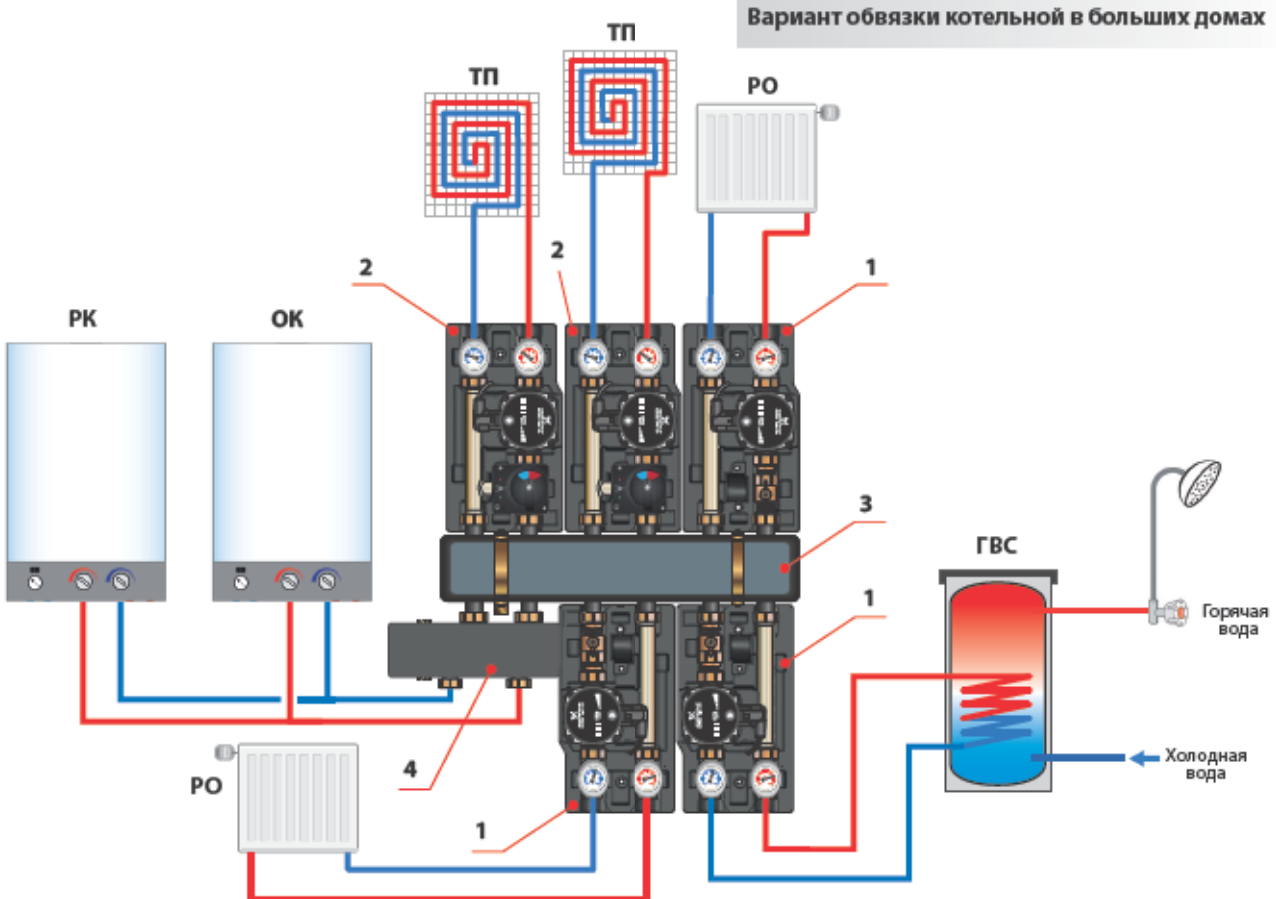 Вариант обвязки котельной в больших домах
ТП
ТП
РО
2
2
1
РК
ОК
3
ГВС
1
Горячая
вода
4
РО
Холодная
вода
1